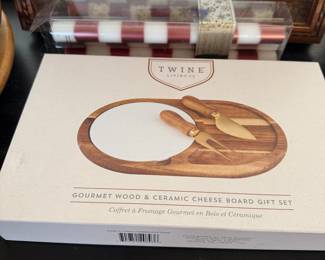 TWINE
LIVING CO
GOURMET WOOD & CERAMIC CHEESE BOARD GIFT SET
Coffret à Fromage Gourmet en Bois et Céramique